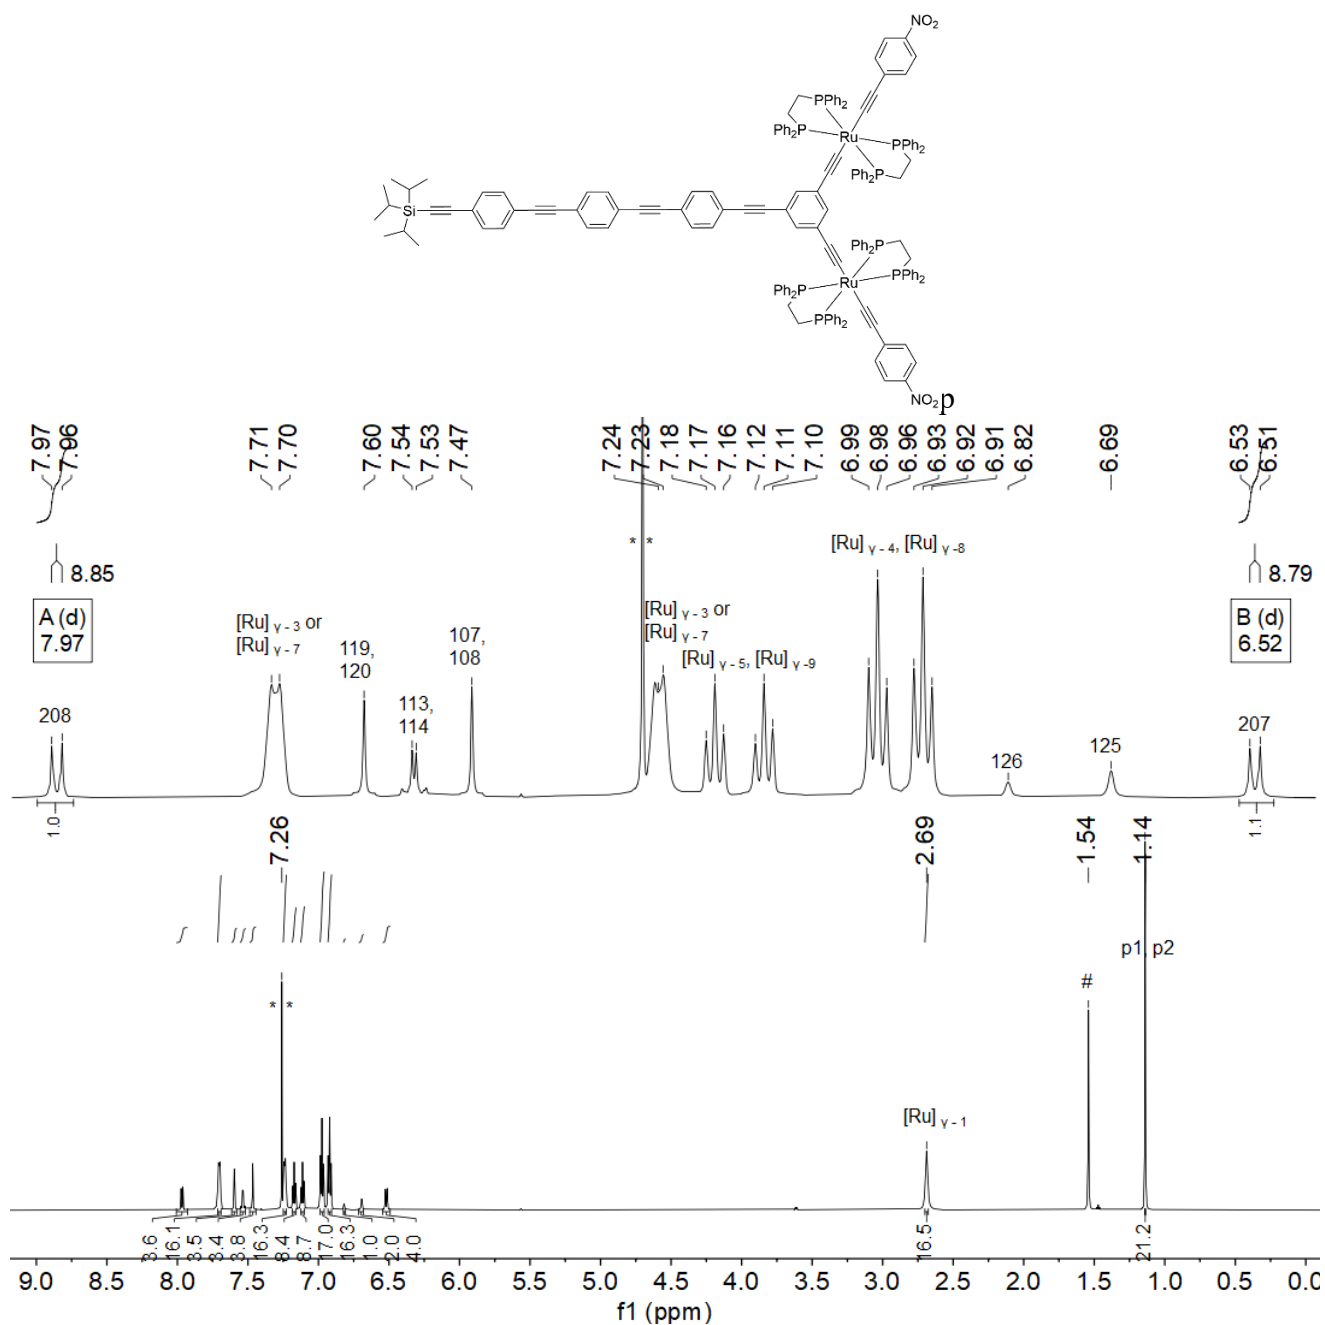 NO2
PPh2
Ph2P
Ru
PPh2
PPh2
Ph2P
Ph2P
Si
Ph2P
PPh2
PPh2
Ru
Ph2P
PPh2
Ph2P
NO2p
7.97 7.96 7.71 7.70 7.60 7.54 7.53 7.47 7.24 7.23 7.18 7.17 7.16 7.12 7.11 7.10 6.99 6.98 6.96 6.93 6.92 6.91 6.82 6.69 6.53 6.51
8.85
8.79
A (d)
7.97
B (d)
6.52
* *
[Ru] γ - 3 or
[Ru] γ - 7
[Ru] γ - 3 or
[Ru] γ - 7
[Ru] γ - 4, [Ru] γ -8
[Ru] γ -5, [Ru] γ -9
119,
120
107,
108
113,
114
208
126
125
207
1.0
1.1
7.26 2.69 1.54 1.14
p1, p2
#
* *
[Ru] γ - 1
3.6 16.1 3.5 3.4 3.8 16.3 8.4 8.7 17.0 16.3 1.0 2.0 4.0 16.5 21.2
9.0 8.5 8.0 7.5 7.0 6.5 6.0 5.5 5.0 4.5 4.0 3.5 3.0 2.5 2.0 1.5 1.0 0.5 0.0
f1 (ppm)